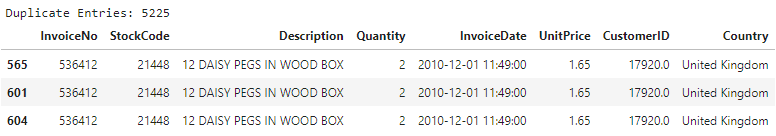 Duplicate Entries: 5225
InvoiceNo StockCode Description Quantity InvoiceDate UnitPrice CustomerID Country
565 536412 21448 12 DAISY PEGS IN WOOD BOX 2 2010-12-01 11:49:00 1.65 17920.0 United Kingdom
601 536412 21448 12 DAISY PEGS IN WOOD BOX 2 2010-12-01 11:49:00 1.65 17920.0 United Kingdom
604 536412 21448 12 DAISY PEGS IN WOOD BOX 2 2010-12-01 11:49:00 1.65 17920.0 United Kingdom